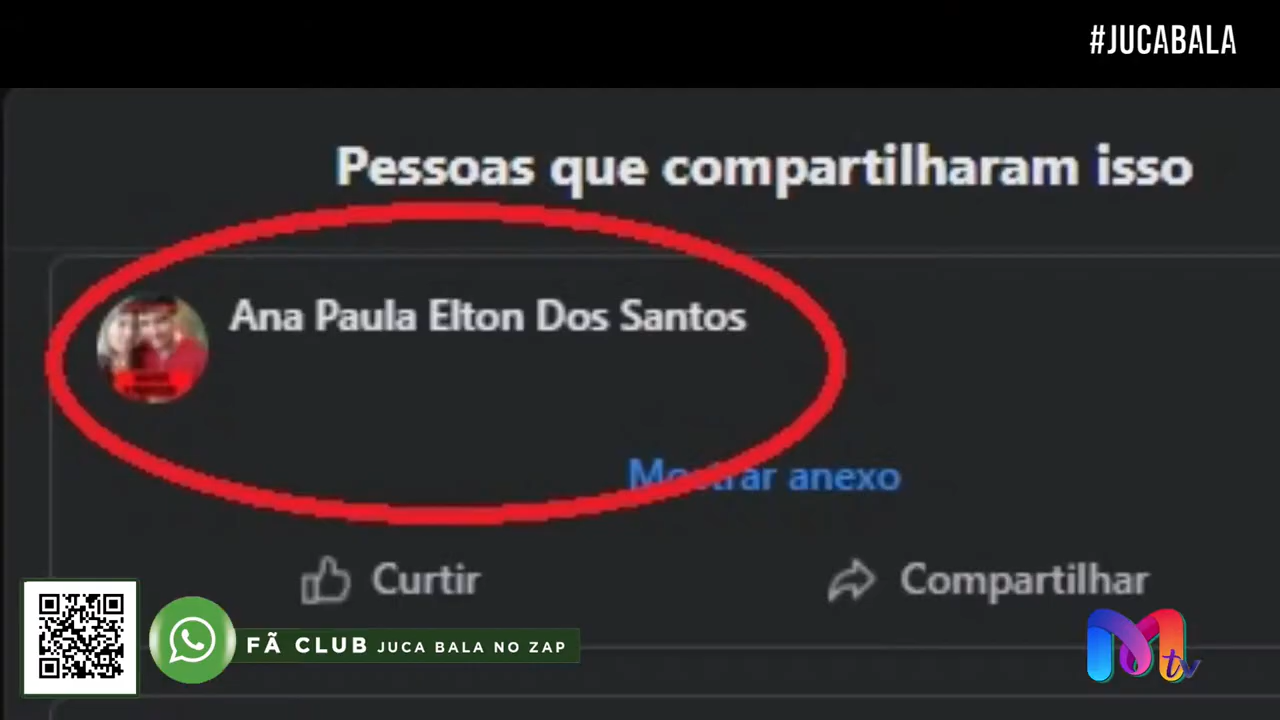 #JUCABALA
Pessoas que compartilharam isso
Ana Paula Elton Dos Santos
Mostrar anexo
Curtir
Compartilhar
FÃ CLUB JUCA BALA NO ZAP
M tv